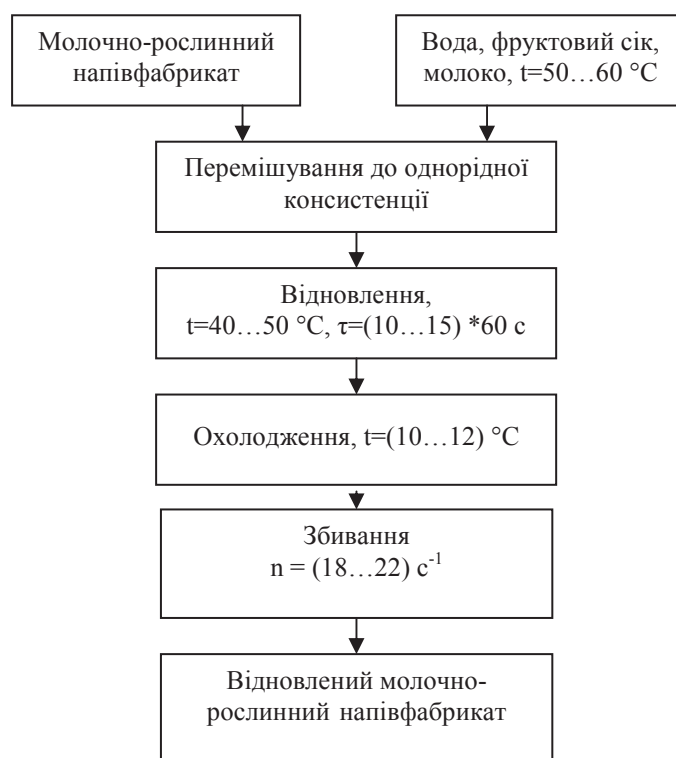 Молочно-рослинний
напівфабрикат
Вода, фруктовий сік,
молоко, t=50…60 °C
Перемішування до однорідної
консистенції
Відновлення,
t=40…50 °C, τ=(10…15) *60 с
Охолодження, t=(10…12) °C
Збивання
n = (18…22) с⁻¹
Відновлений молочно-
рослинний напівфабрикат